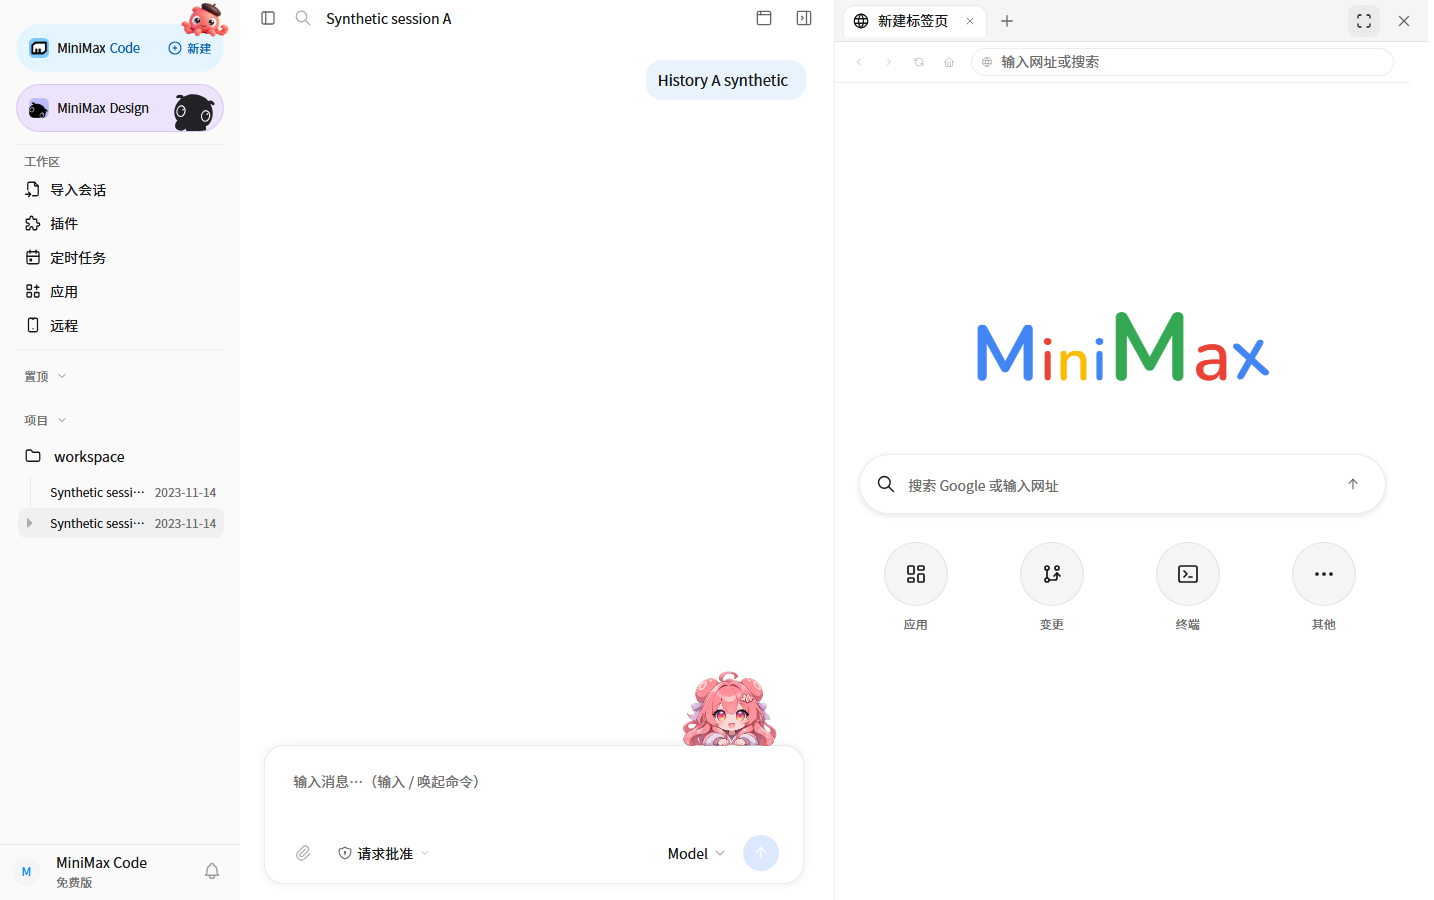 MiniMax Code
新建
MiniMax Design
工作区
导入会话
插件
定时任务
应用
远程
置顶
项目
workspace
Synthetic sessi··· 2023-11-14
Synthetic sessi··· 2023-11-14
M
MiniMax Code
免费版
Synthetic session A
History A synthetic
输入消息…（输入 / 唤起命令）
请求批准
Model
新建标签页
输入网址或搜索
MiniMax
搜索 Google 或输入网址
应用
变更
终端
其他